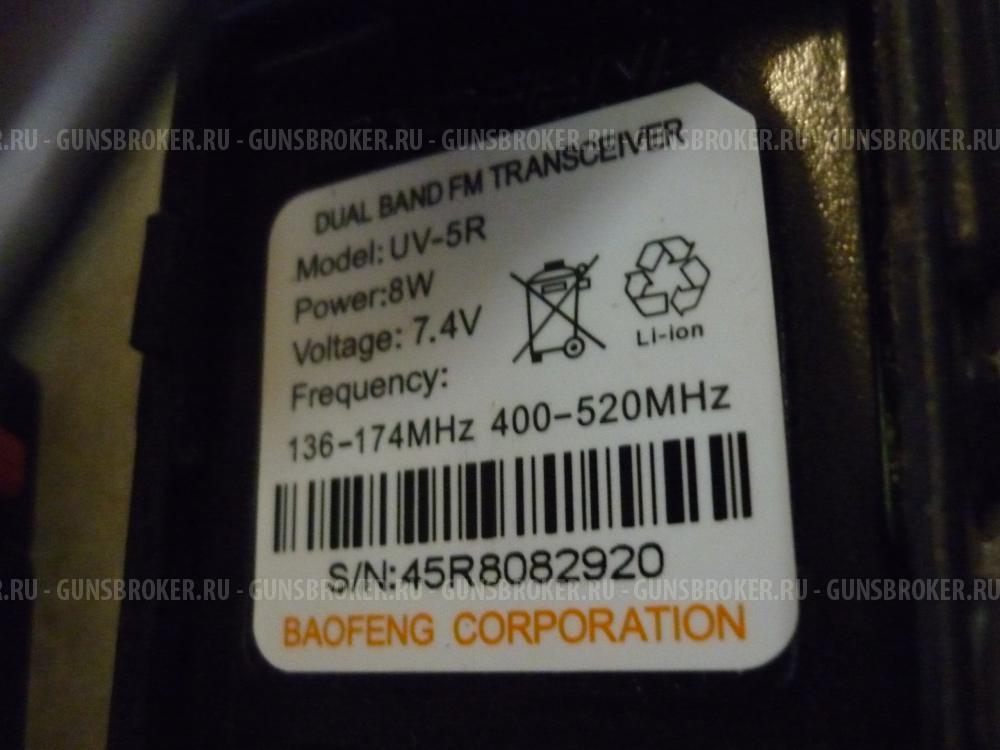 .RU - GUNSBROKER.RU - GUNSBROKER.RU - GUNSBROKER.RU - GUNSBROKER.RU - GUNSBROKER.RU -
DUAL BAND FM TRANSCEIVER
Model: UV-5R
Power:8W
Voltage: 7.4V
Li-ion
Frequency:
136-174MHz 400-520MHz
S/N:45R8082920
.RU - GUNSBROKER.RU - GUNSBROKER.RU - GUNSBROKER.RU - GUNSBROKER.RU - GUNSBROKER.RU -
BAOFENG CORPORATION